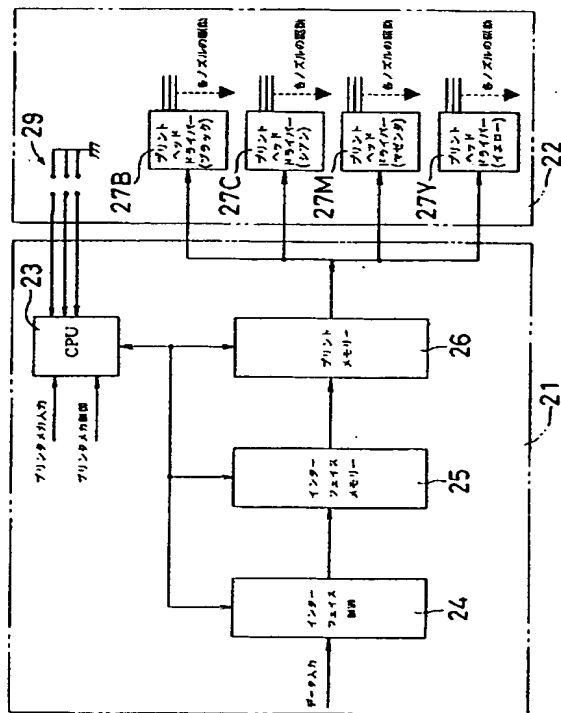 29
23
CPU
プリンタメカ入力
プリンタメカ制御
データ入力
インター
フェイス
制御
24
インター
フェイス
メモリー
25
プリント
メモリー
26
21
27B
プリント
ヘッド
ドライバー
(ブラック)
各ノズルの駆動
27C
プリント
ヘッド
ドライバー
(シアン)
各ノズルの駆動
27M
プリント
ヘッド
ドライバー
(マゼンタ)
各ノズルの駆動
27Y
プリント
ヘッド
ドライバー
(イエロー)
各ノズルの駆動
22